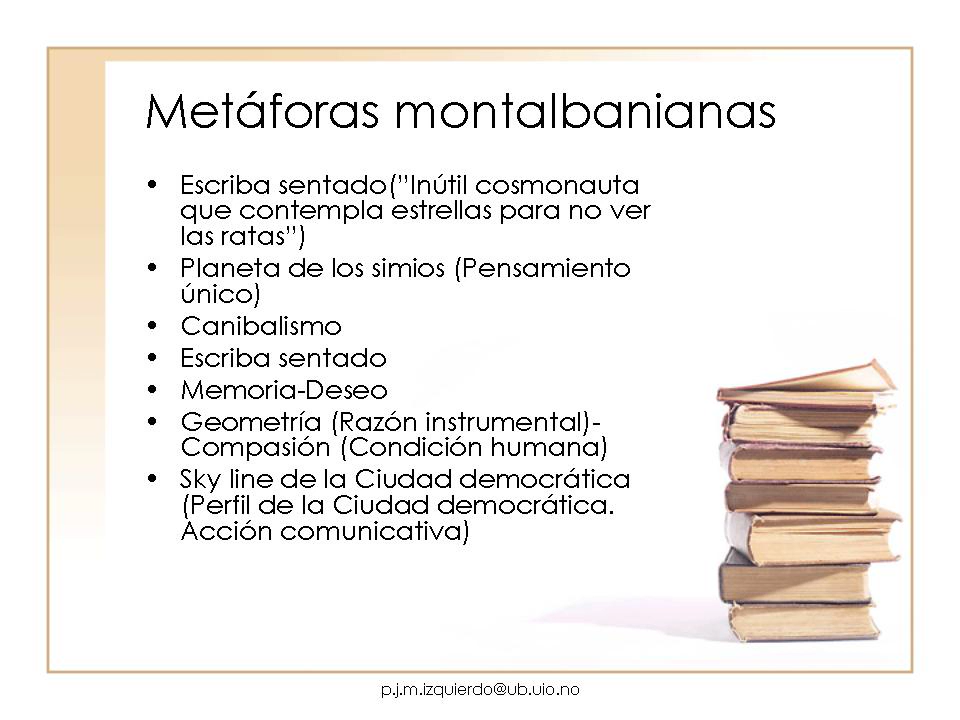 Metáforas montalbanianas
• Escriba sentado(”Inútil cosmonauta
que contempla estrellas para no ver
las ratas”)
• Planeta de los simios (Pensamiento
único)
• Canibalismo
• Escriba sentado
• Memoria-Deseo
• Geometría (Razón instrumental)-
Compasión (Condición humana)
• Sky line de la Ciudad democrática
(Perfil de la Ciudad democrática.
Acción comunicativa)
p.j.m.izquierdo@ub.uio.no